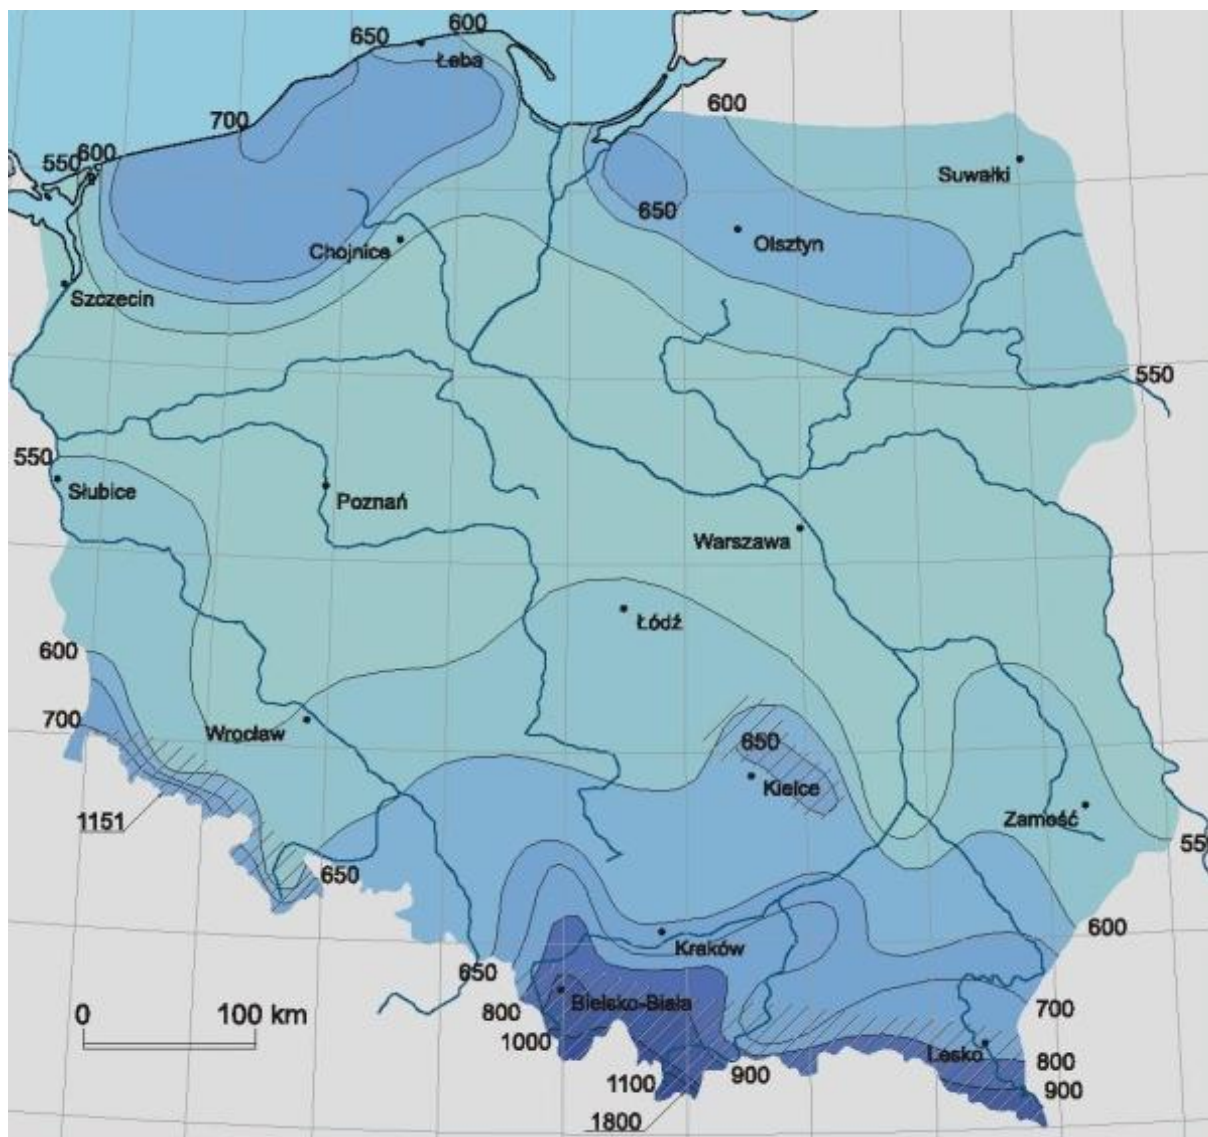 600
650
Łeba
600
700
550
600
Suwałki
650
Olsztyn
Chojnice
Szczecin
550
550
Słubice
Poznań
Warszawa
Łódź
600
700
Wrocław
650
Kielce
1151
Zamość
550
650
600
Kraków
650
800
Bielsko-Biała
700
0 100 km
1000
Lesko
800
1100
900
900
1800